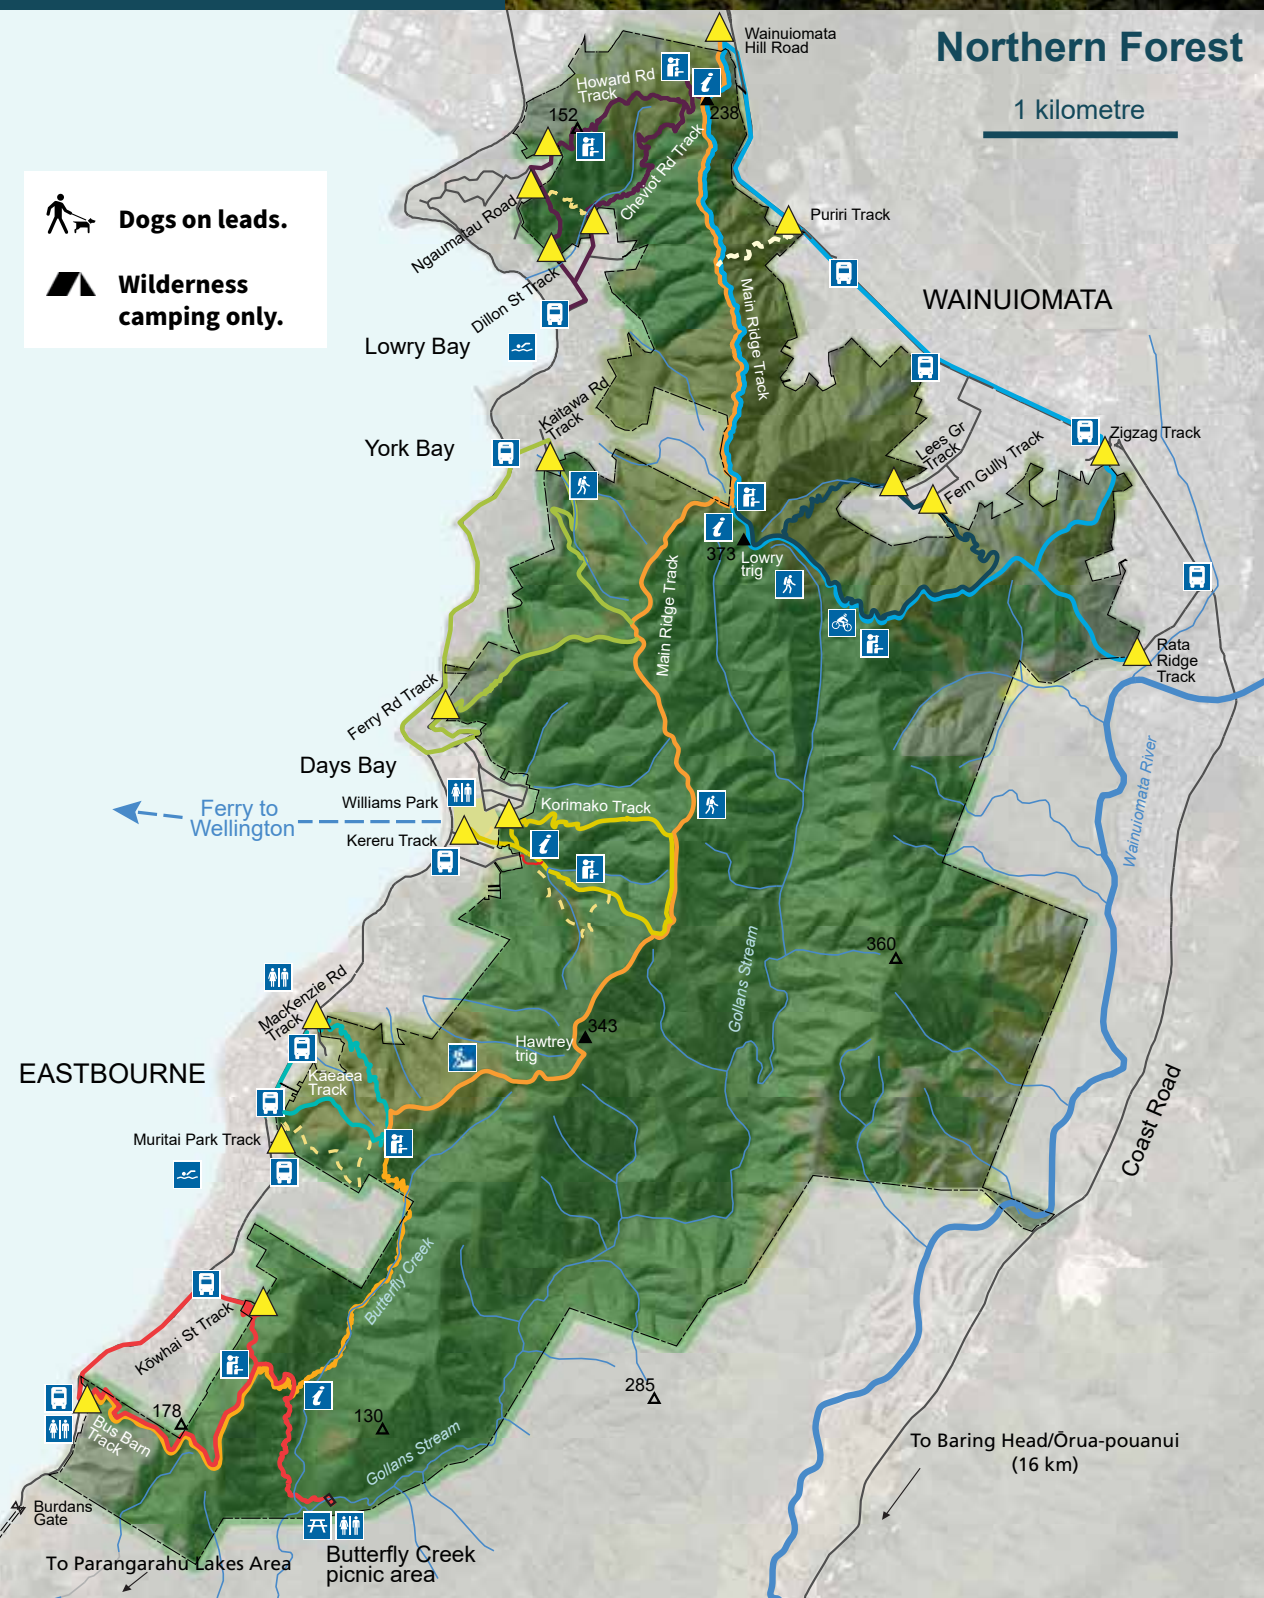 Northern Forest
1 kilometre
Dogs on leads.
Wilderness
camping only.
Wainuiomata
Hill Road
Howard Rd
Track
152
238
Cheviot Rd Track
Puriri Track
Ngaumatau Road
WAINUIOMATA
Dillon St Track
Main Ridge Track
Lowry Bay
Kaitawa Rd
Track
York Bay
Lees Gr
Track
Zigzag Track
Fern Gully Track
373
Lowry
trig
Main Ridge Track
Rata
Ridge
Track
Ferry Rd Track
Days Bay
Wainuiomata River
Williams Park
Korimako Track
Ferry to
Wellington
Kereru Track
360
Gollans Stream
MacKenzie Rd
Track
343
Hawtrey
trig
EASTBOURNE
Kaeaea
Track
Coast Road
Muritai Park Track
Butterfly Creek
Kōwhai St Track
285
178
130
Bus Barn
Track
Gollans Stream
To Baring Head/Ōrua-pouanui
(16 km)
Burdans
Gate
To Parangarahu Lakes Area
Butterfly Creek
picnic area